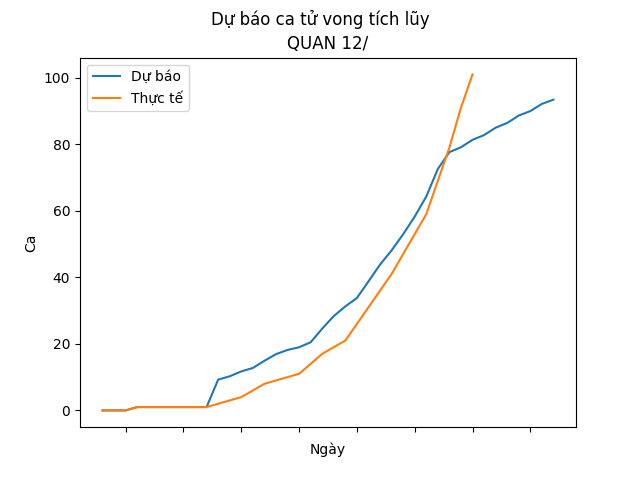 Dự báo ca tử vong tích lũy
QUAN 12/
Dự báo
Thực tế
100
80
60
40
20
0
Ca
Ngày